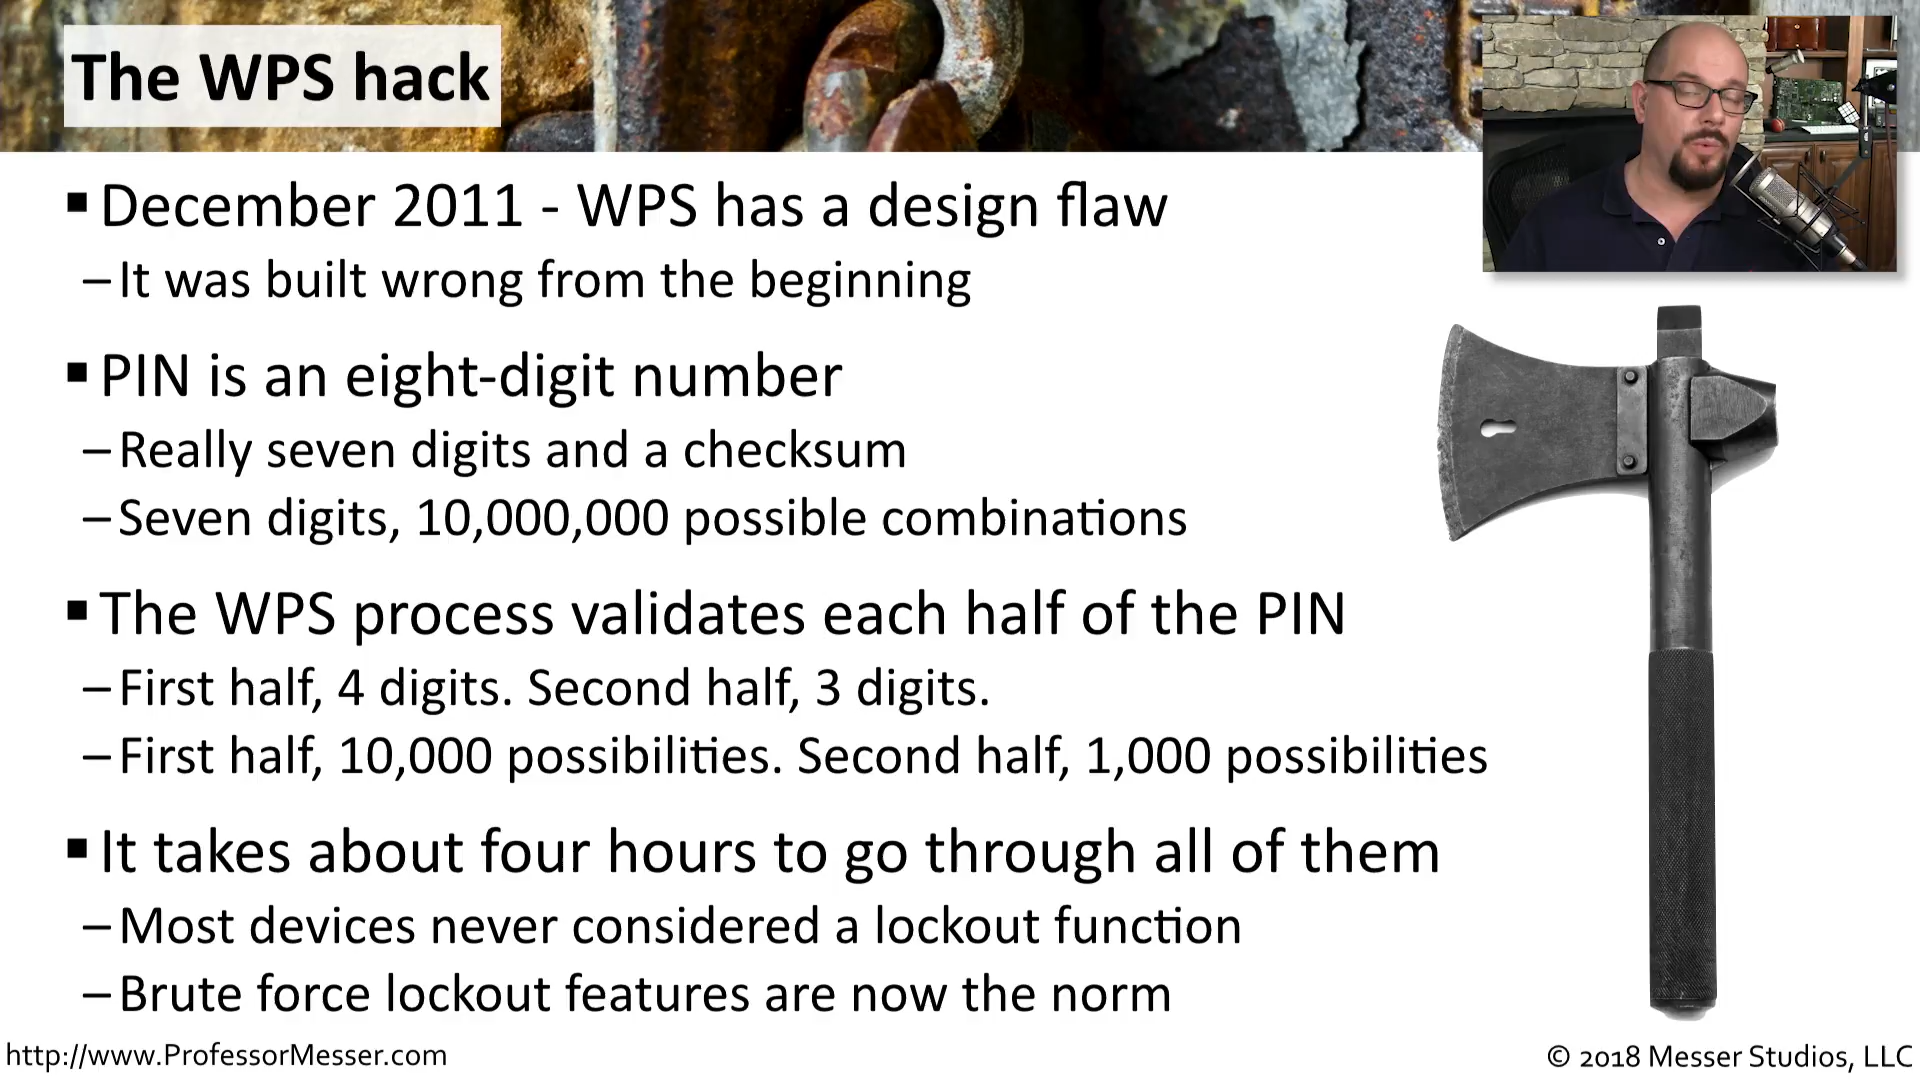 The WPS hack
▪ December 2011 - WPS has a design flaw
– It was built wrong from the beginning
▪ PIN is an eight-digit number
– Really seven digits and a checksum
– Seven digits, 10,000,000 possible combinations
▪ The WPS process validates each half of the PIN
– First half, 4 digits. Second half, 3 digits.
– First half, 10,000 possibilities. Second half, 1,000 possibilities
▪ It takes about four hours to go through all of them
– Most devices never considered a lockout function
– Brute force lockout features are now the norm
http://www.ProfessorMesser.com
© 2018 Messer Studios, LLC